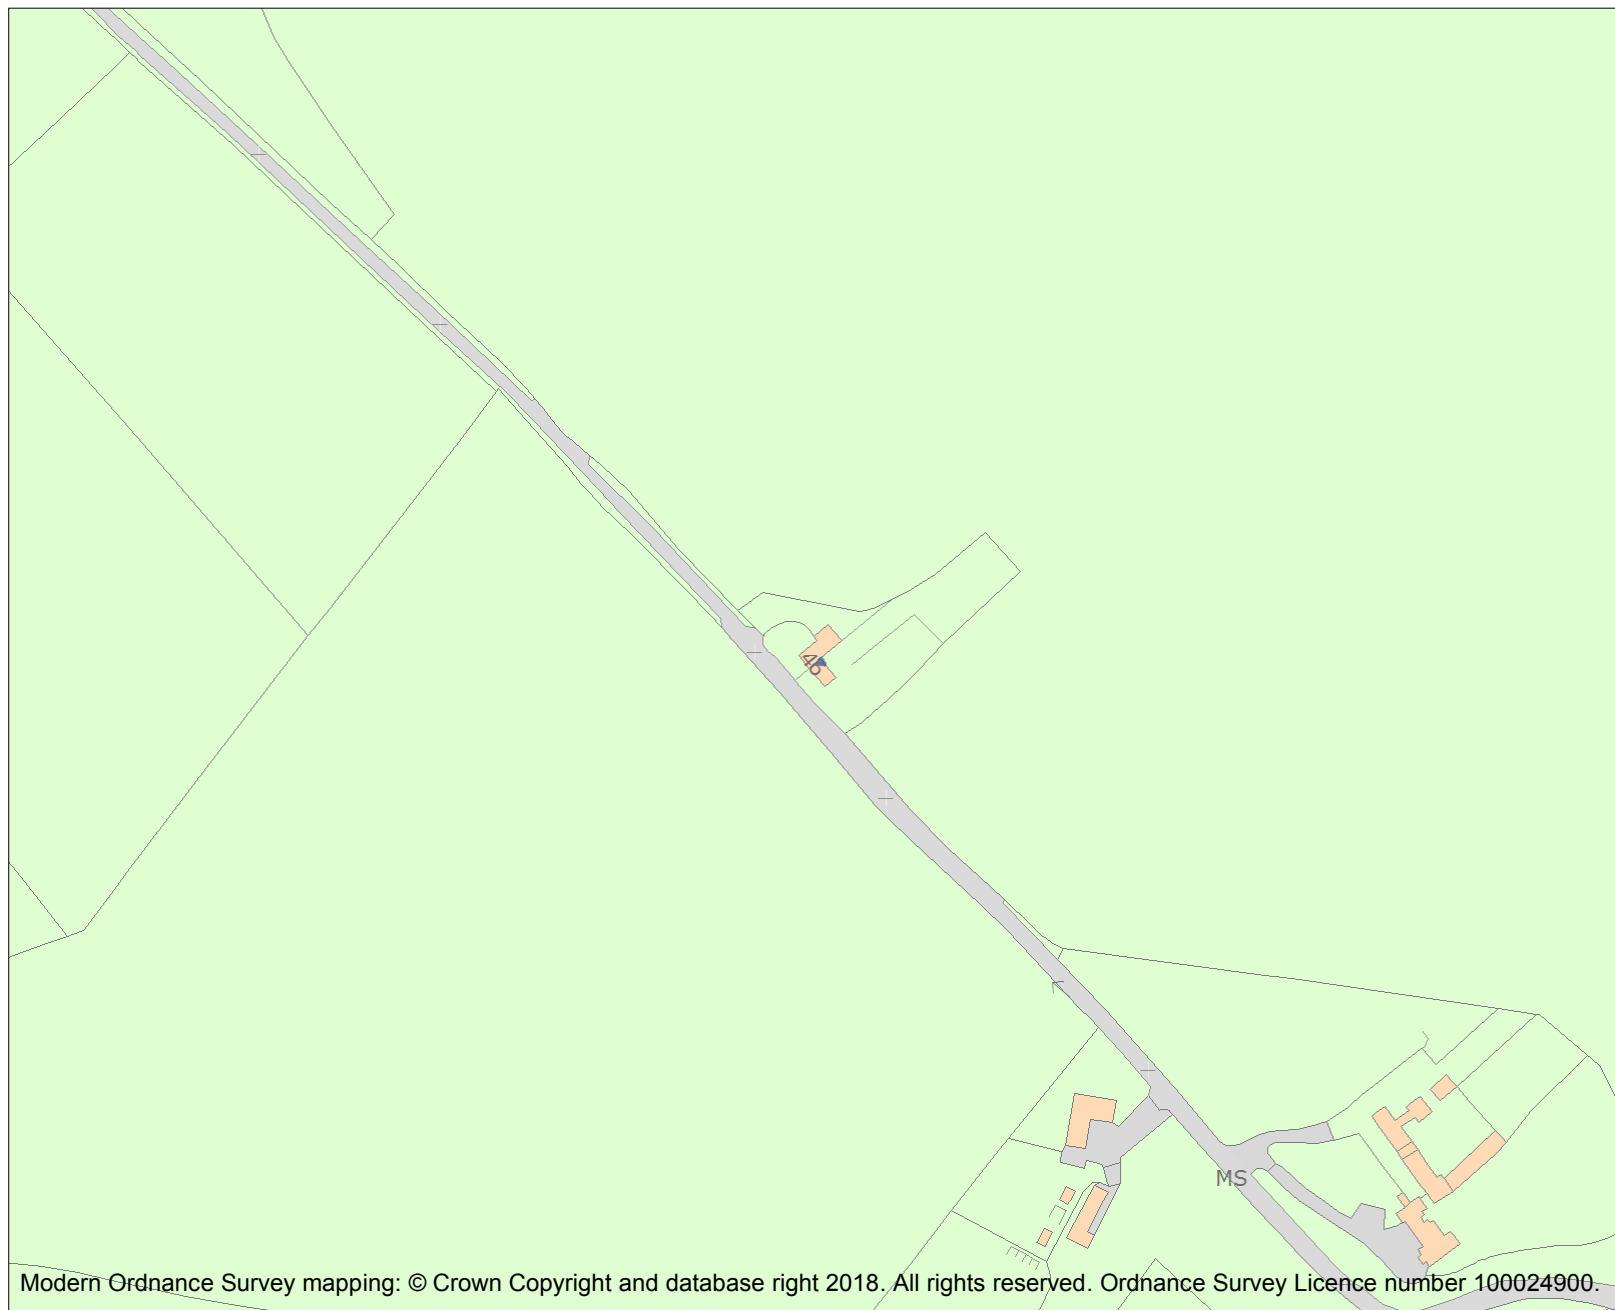 46
MS
Modern Ordnance Survey mapping: © Crown Copyright and database right 2018. All rights reserved. Ordnance Survey Licence number 100024900.